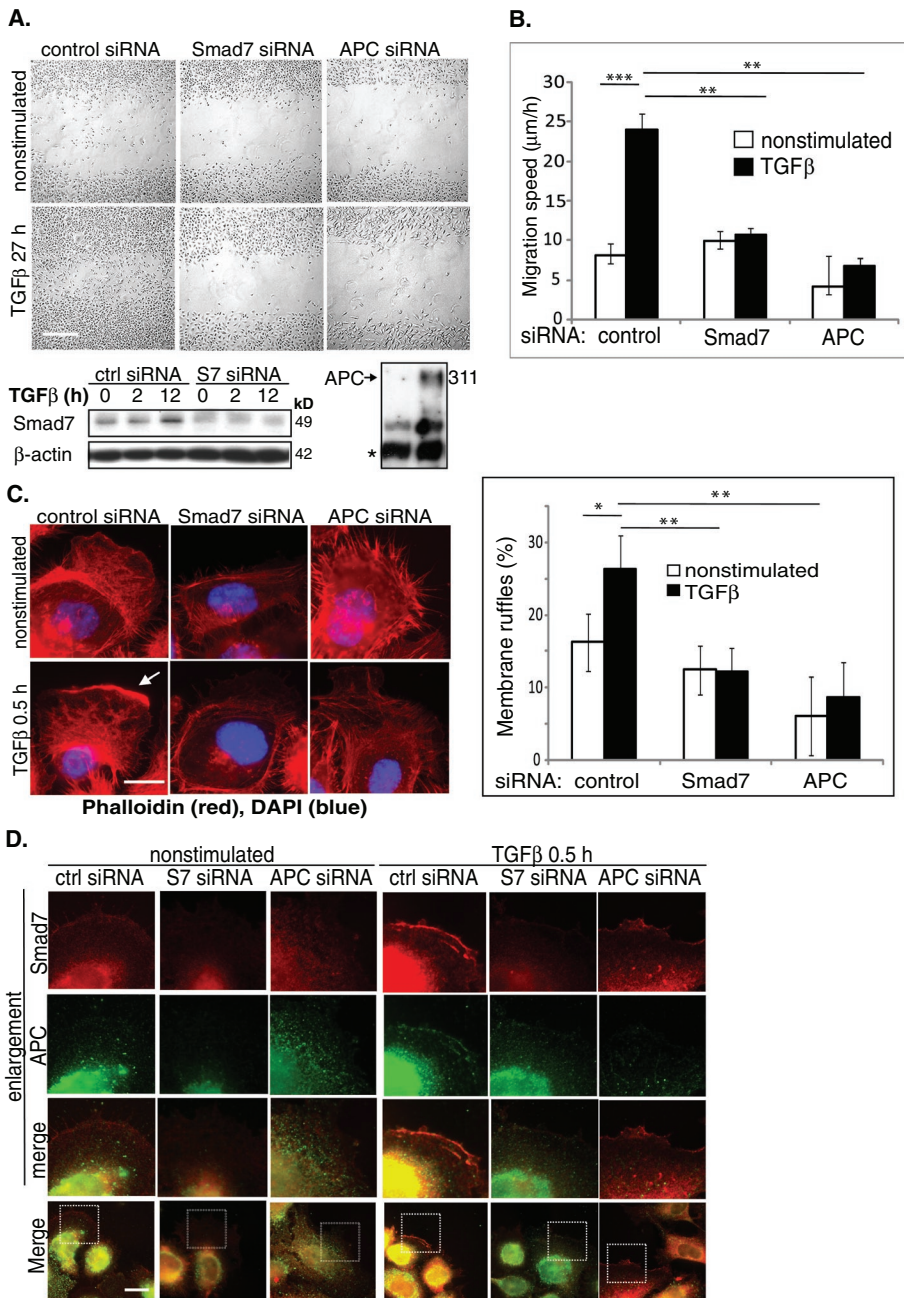 A.
control siRNA Smad7 siRNA APC siRNA
nonstimulated
TGFβ 27 h
ctrl siRNA S7 siRNA
TGFβ (h) 0 2 12 0 2 12 kD
Smad7 49
β-actin 42
APC 311
*
B.
Migration speed (μm/h)
30
25
20
15
10
5
0
*** ** **
nonstimulated
TGFβ
siRNA: control Smad7 APC
C.
control siRNA Smad7 siRNA APC siRNA
nonstimulated
TGFβ 0.5 h
Phalloidin (red), DAPI (blue)
Membrane ruffles (%)
30
20
10
0
* ** **
nonstimulated
TGFβ
siRNA: control Smad7 APC
D.
nonstimulated TGFβ 0.5 h
ctrl siRNA S7 siRNA APC siRNA ctrl siRNA S7 siRNA APC siRNA
enlargement
Smad7
APC
merge
Merge